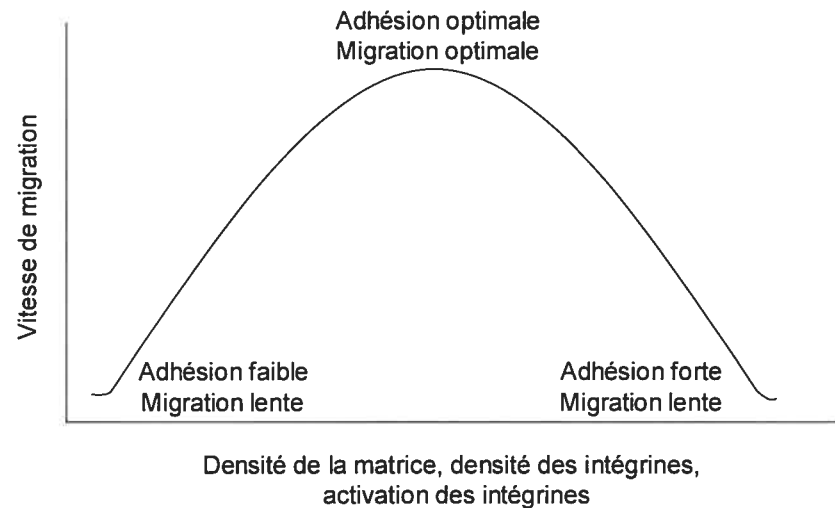 Adhésion optimale
Migration optimale
Vitesse de migration
Adhésion faible
Migration lente
Adhésion forte
Migration lente
Densité de la matrice, densité des intégrines,
activation des intégrines